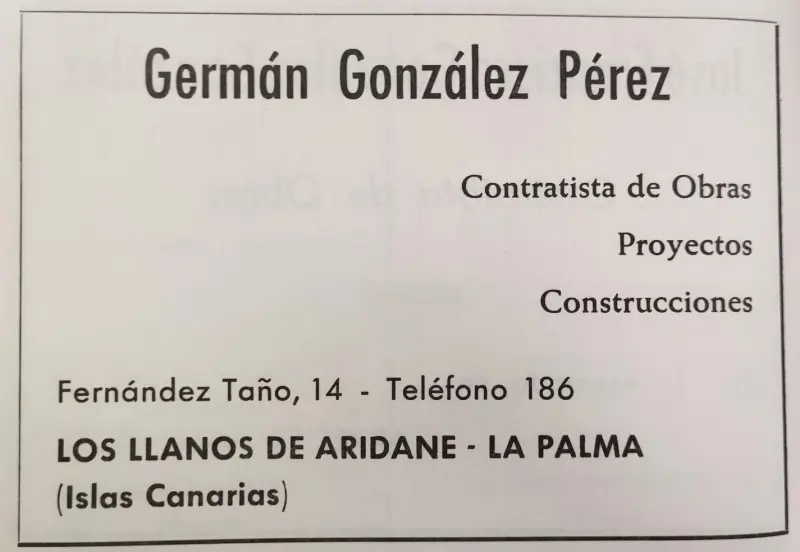 Germán González Pérez
Contratista de Obras
Proyectos
Construcciones
Fernández Taño, 14 - Teléfono 186
LOS LLANOS DE ARIDANE - LA PALMA
(Islas Canarias)